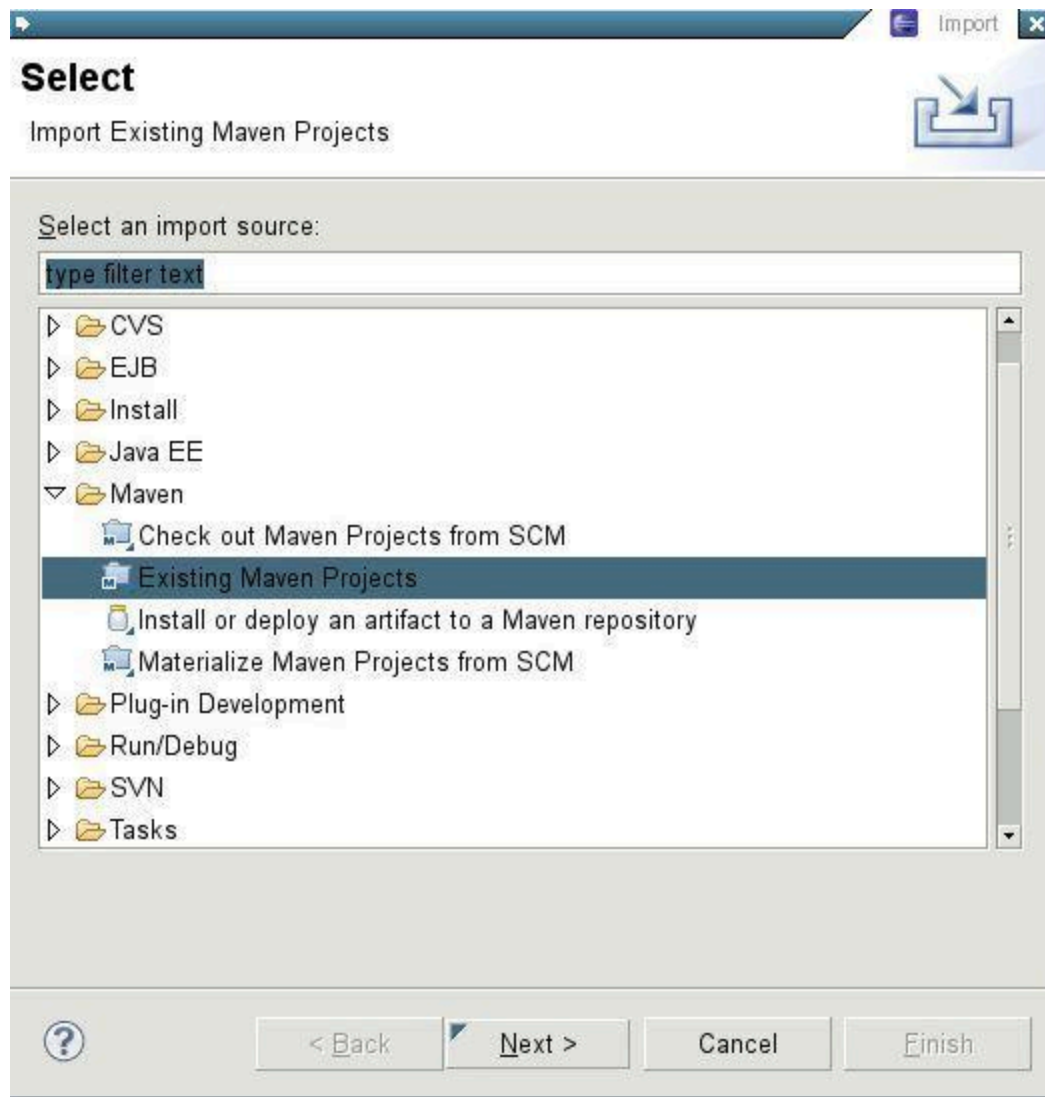 Import
Select
Import Existing Maven Projects
Select an import source:
type filter text
CVS
EJB
Install
Java EE
Maven
Check out Maven Projects from SCM
Existing Maven Projects
Install or deploy an artifact to a Maven repository
Materialize Maven Projects from SCM
Plug-in Development
Run/Debug
SVN
Tasks
? < Back Next > Cancel Finish